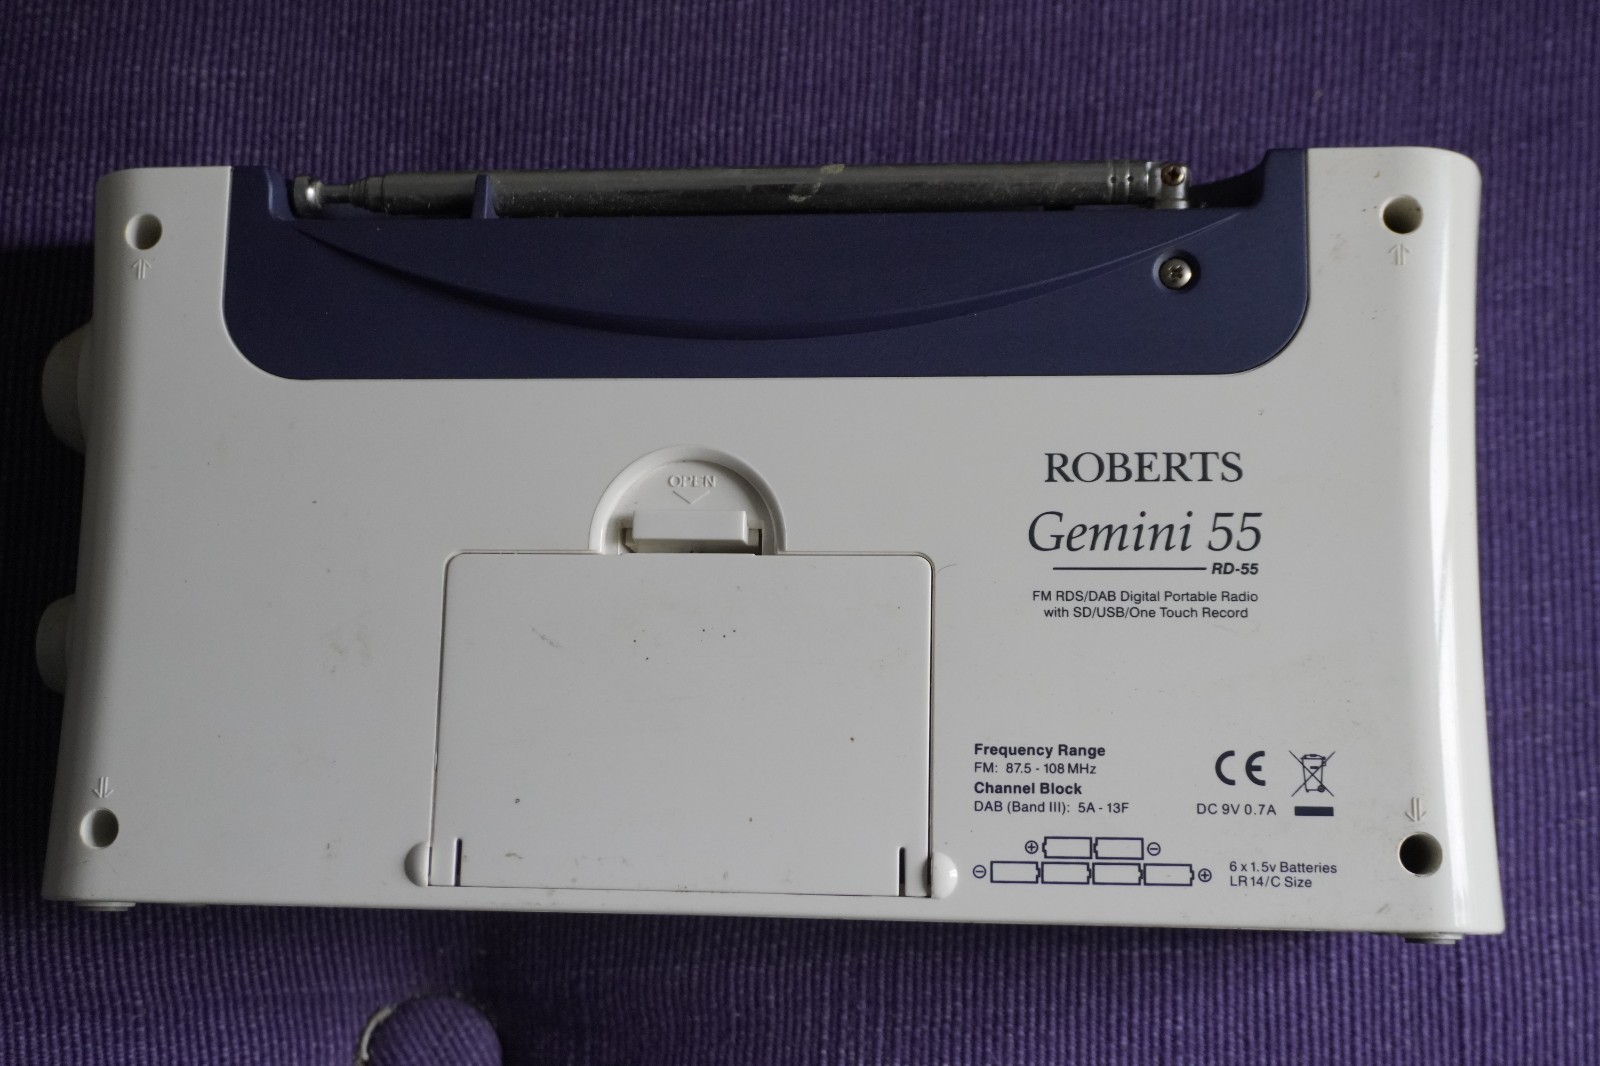 OPEN
ROBERTS
Gemini 55
RD-55
FM RDS/DAB Digital Portable Radio
with SD/USB/One Touch Record
Frequency Range
FM: 87.5 - 108 MHz
Channel Block
DAB (Band III): 5A - 13F
CE
DC 9V 0.7A
6 x 1.5v Batteries
LR14/C Size